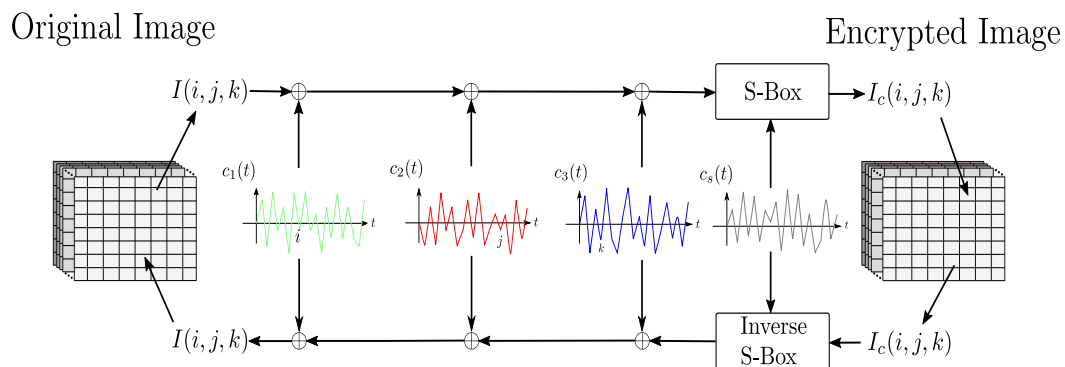 Original Image
Encrypted Image
I(i, j, k)
S-Box
I_c(i, j, k)
c_1(t)
t
i
c_2(t)
t
j
c_3(t)
t
k
c_s(t)
t
I(i, j, k)
Inverse
S-Box
I_c(i, j, k)